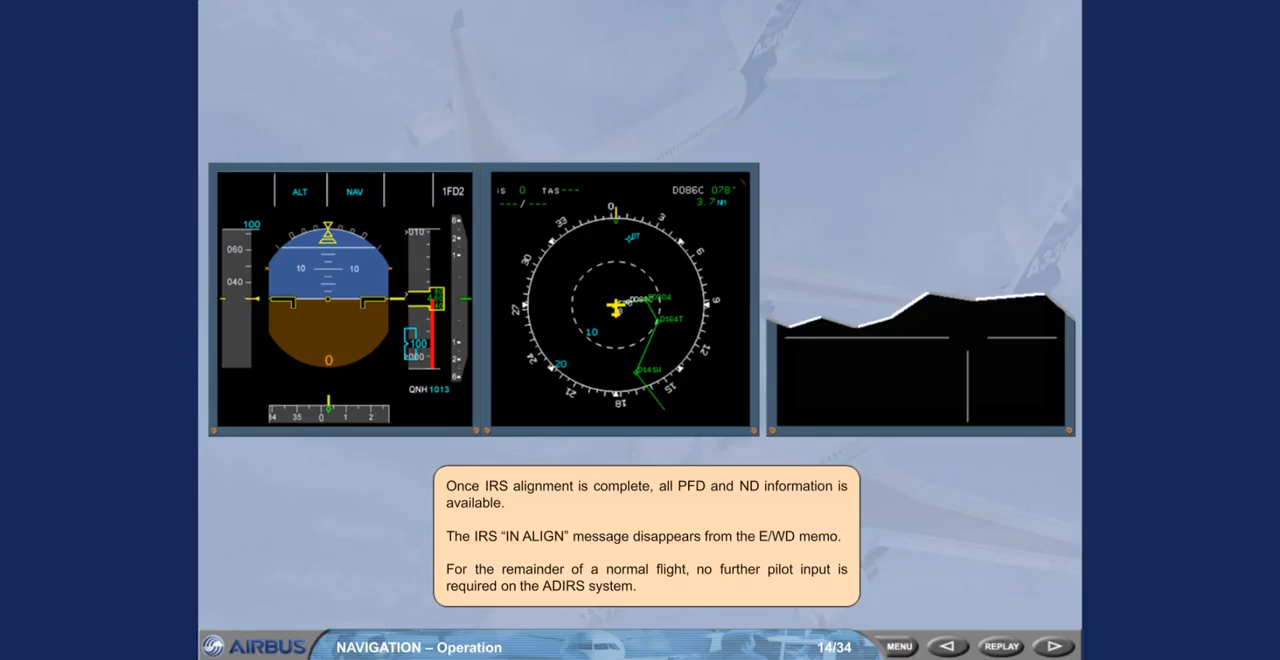 ALT NAV 1FD2
100
060
040
10 10
0
100
QNH 1013
34 35 0 1 2
GS 0 TAS---
---/---
D086C 078°
3.7 NM
0 3 6 9 12 15 18 21 24 27 30 33
10
20
D164T
D141H
Once IRS alignment is complete, all PFD and ND information is
available.
The IRS “IN ALIGN” message disappears from the E/WD memo.
For the remainder of a normal flight, no further pilot input is
required on the ADIRS system.
AIRBUS
NAVIGATION – Operation
14/34
MENU
REPLAY